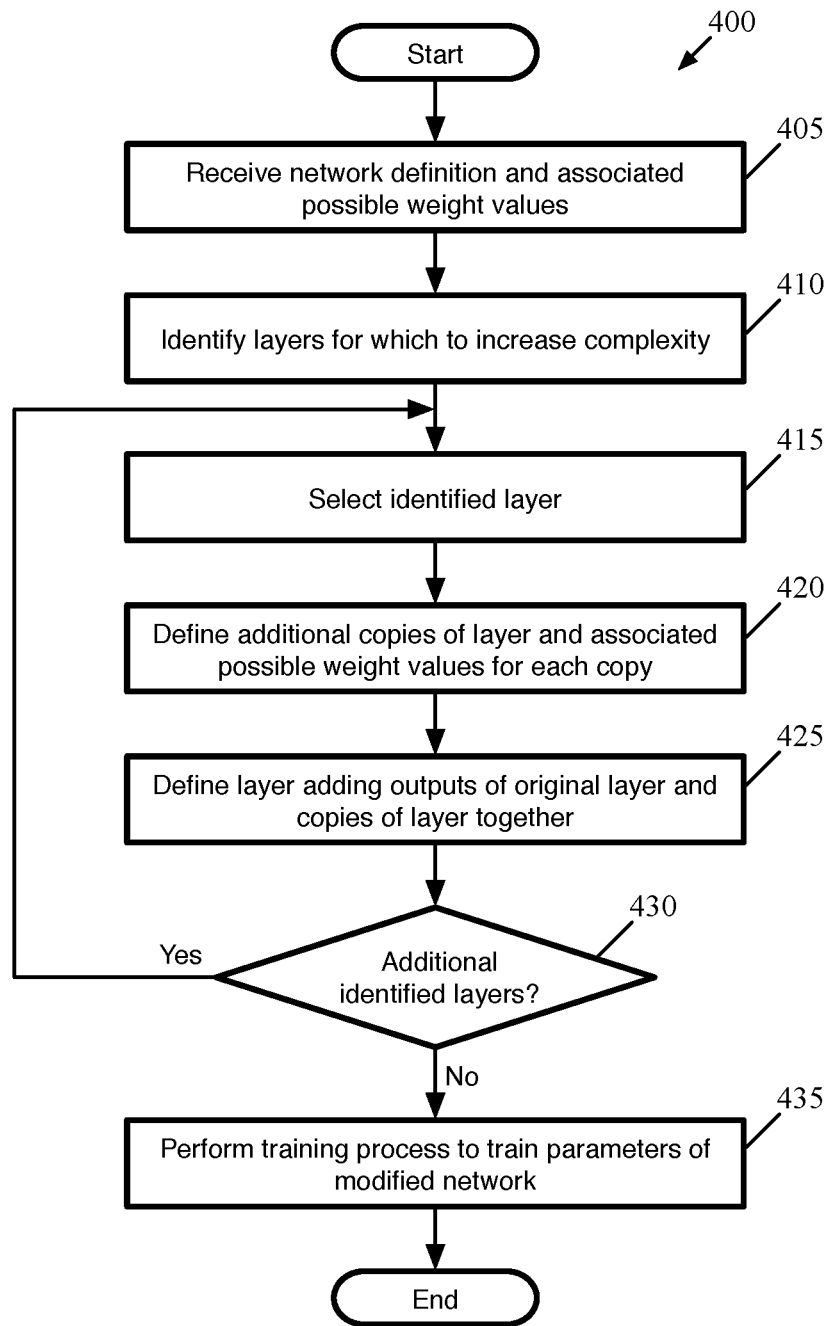 400
Start
405
Receive network definition and associated
possible weight values
410
Identify layers for which to increase complexity
415
Select identified layer
420
Define additional copies of layer and associated
possible weight values for each copy
425
Define layer adding outputs of original layer and
copies of layer together
430
Yes
Additional
identified layers?
No
435
Perform training process to train parameters of
modified network
End